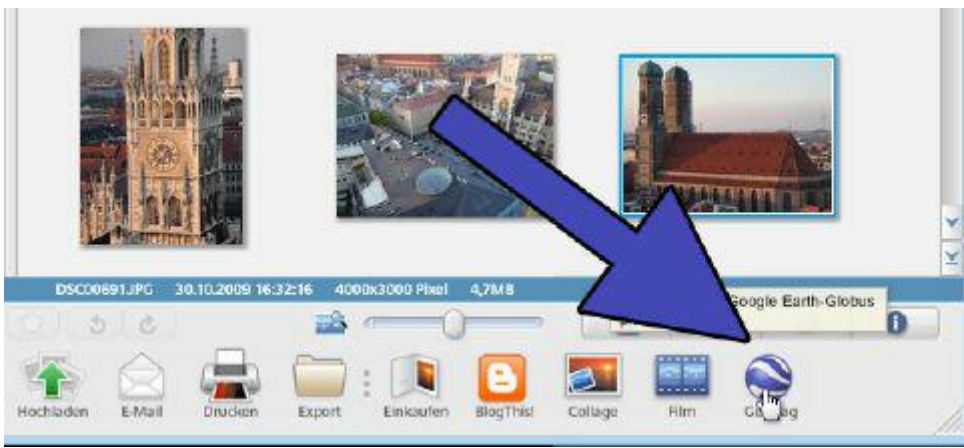 DSC00691.JPG 30.10.2009 16:32:16 4000x3000 Pixel 4,7MB
Google Earth-Globus
Hochladen E-Mail Drucken Export Einkaufen BlogThis! Collage Film